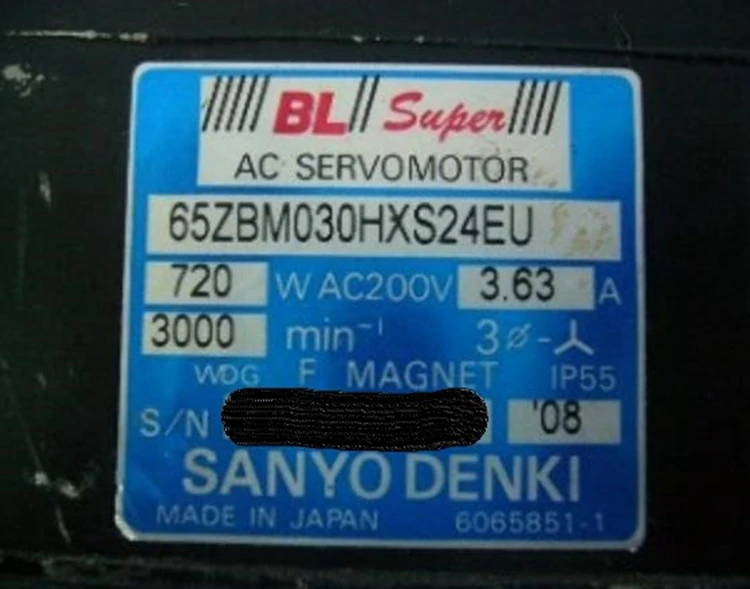 BL Super
AC SERVOMOTOR
65ZBM030HXS24EU
720 W AC200V 3.63 A
3000 min⁻¹ 3ø-⅄
WDG F MAGNET IP55
S/N '08
SANYO DENKI
MADE IN JAPAN 6065851-1